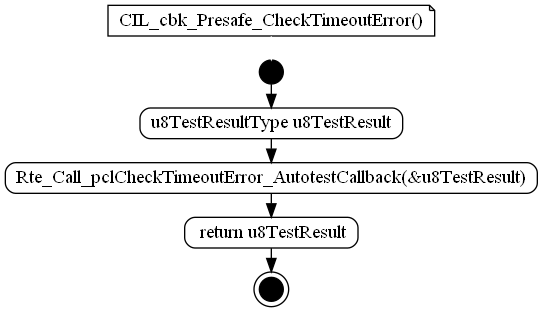 CIL_cbk_Presafe_CheckTimeoutError()
u8TestResultType u8TestResult
Rte_Call_pclCheckTimeoutError_AutotestCallback(&u8TestResult)
return u8TestResult